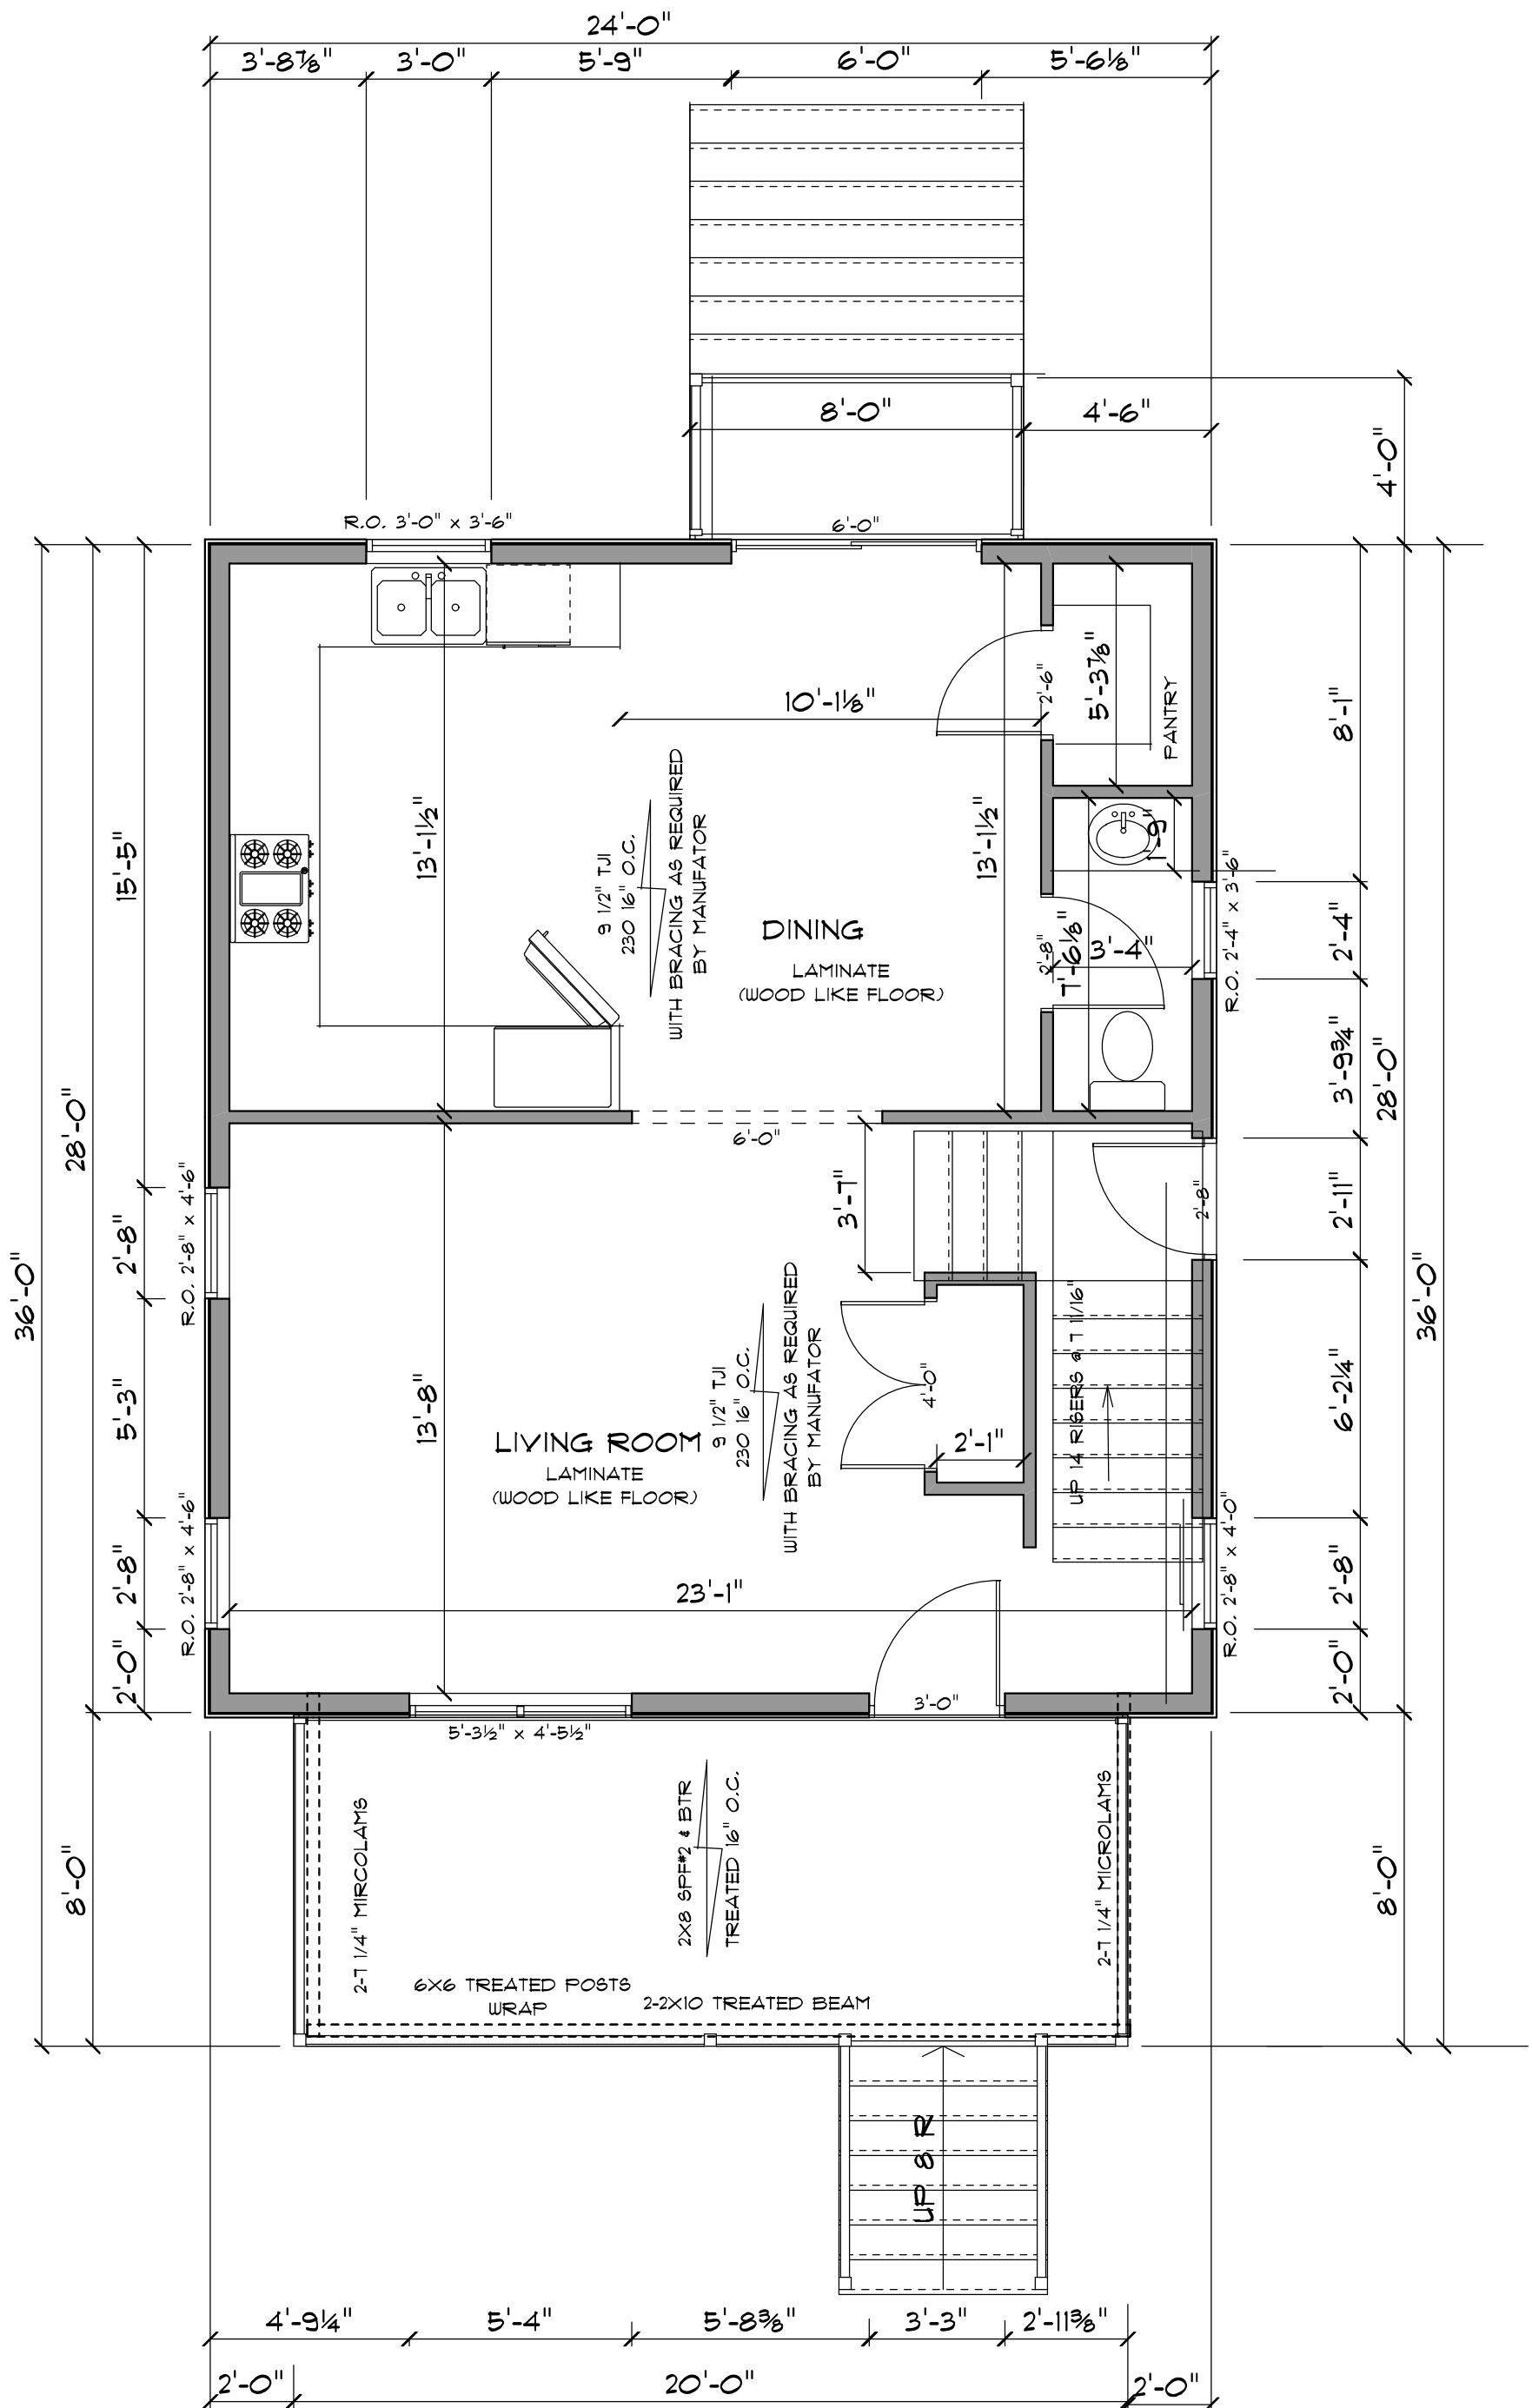 24'-0"
3'-8⅞"
3'-0"
5'-9"
6'-0"
5'-6⅛"
8'-0"
4'-6"
4'-0"
R.O. 3'-0" x 3'-6"
6'-0"
10'-1⅛"
2'-6"
5'-3⅞"
PANTRY
8'-1"
13'-1½"
9 1/2" TJI
230 16" O.C.
WITH BRACING AS REQUIRED
BY MANUFATOR
13'-1½"
1'-9"
15'-5"
DINING
LAMINATE
(WOOD LIKE FLOOR)
2'-8"
7'-6⅛"
3'-4"
R.O. 2'-4" x 3'-6"
2'-4"
3'-9¾"
28'-0"
28'-0"
6'-0"
3'-7"
2'-8"
2'-11"
R.O. 2'-8" x 4'-6"
2'-8"
36'-0"
36'-0"
5'-3"
13'-8"
LIVING ROOM
LAMINATE
(WOOD LIKE FLOOR)
9 1/2" TJI
230 16" O.C.
WITH BRACING AS REQUIRED
BY MANUFATOR
4'-0"
2'-1"
UP 14 RISERS @ 7 11/16"
6'-2¼"
R.O. 2'-8" x 4'-6"
2'-8"
23'-1"
R.O. 2'-8" x 4'-0"
2'-8"
2'-0"
2'-0"
5'-3½" x 4'-5½"
3'-0"
2-7 1/4" MIRCOLAMS
2X8 SPF#2 & BTR
TREATED 16" O.C.
2-7 1/4" MICROLAMS
8'-0"
8'-0"
6X6 TREATED POSTS
WRAP
2-2X10 TREATED BEAM
UP 8 R
4'-9¼"
5'-4"
5'-8⅜"
3'-3"
2'-11⅜"
2'-0"
20'-0"
2'-0"